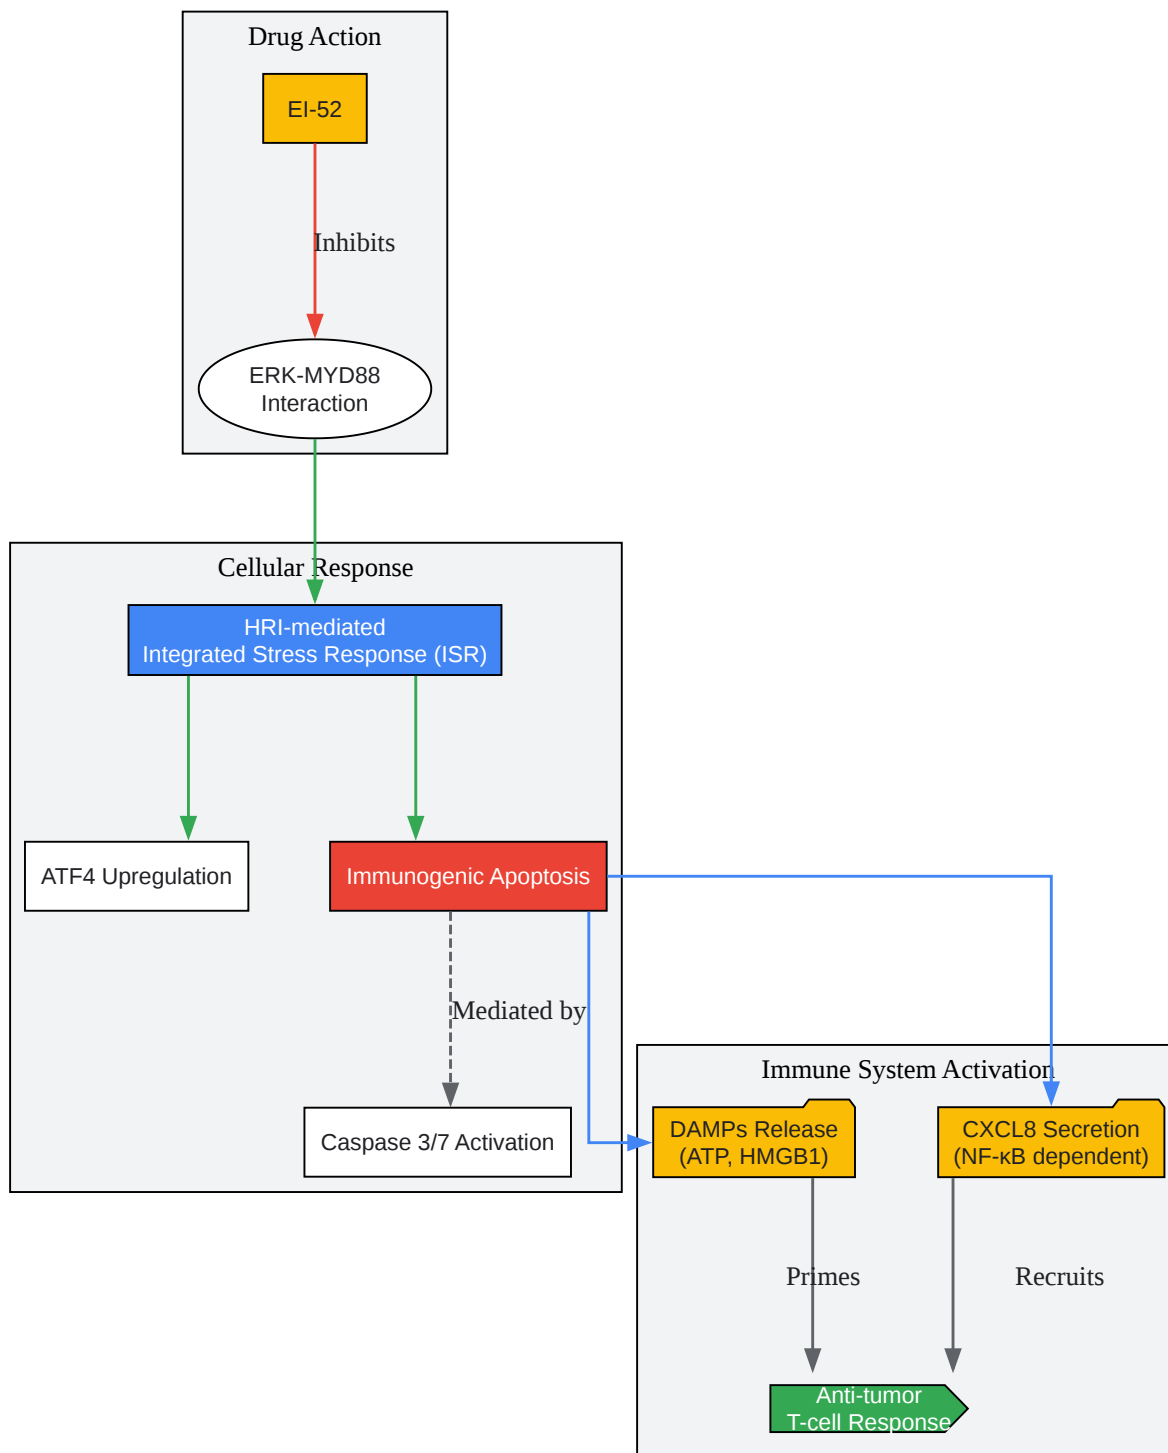 Drug Action
EI-52
Inhibits
ERK-MYD88
Interaction
Cellular Response
HRI-mediated
Integrated Stress Response (ISR)
ATF4 Upregulation
Immunogenic Apoptosis
Mediated by
Caspase 3/7 Activation
Immune System Activation
DAMPs Release
(ATP, HMGB1)
CXCL8 Secretion
(NF-κB dependent)
Primes
Recruits
Anti-tumor
T-cell Response